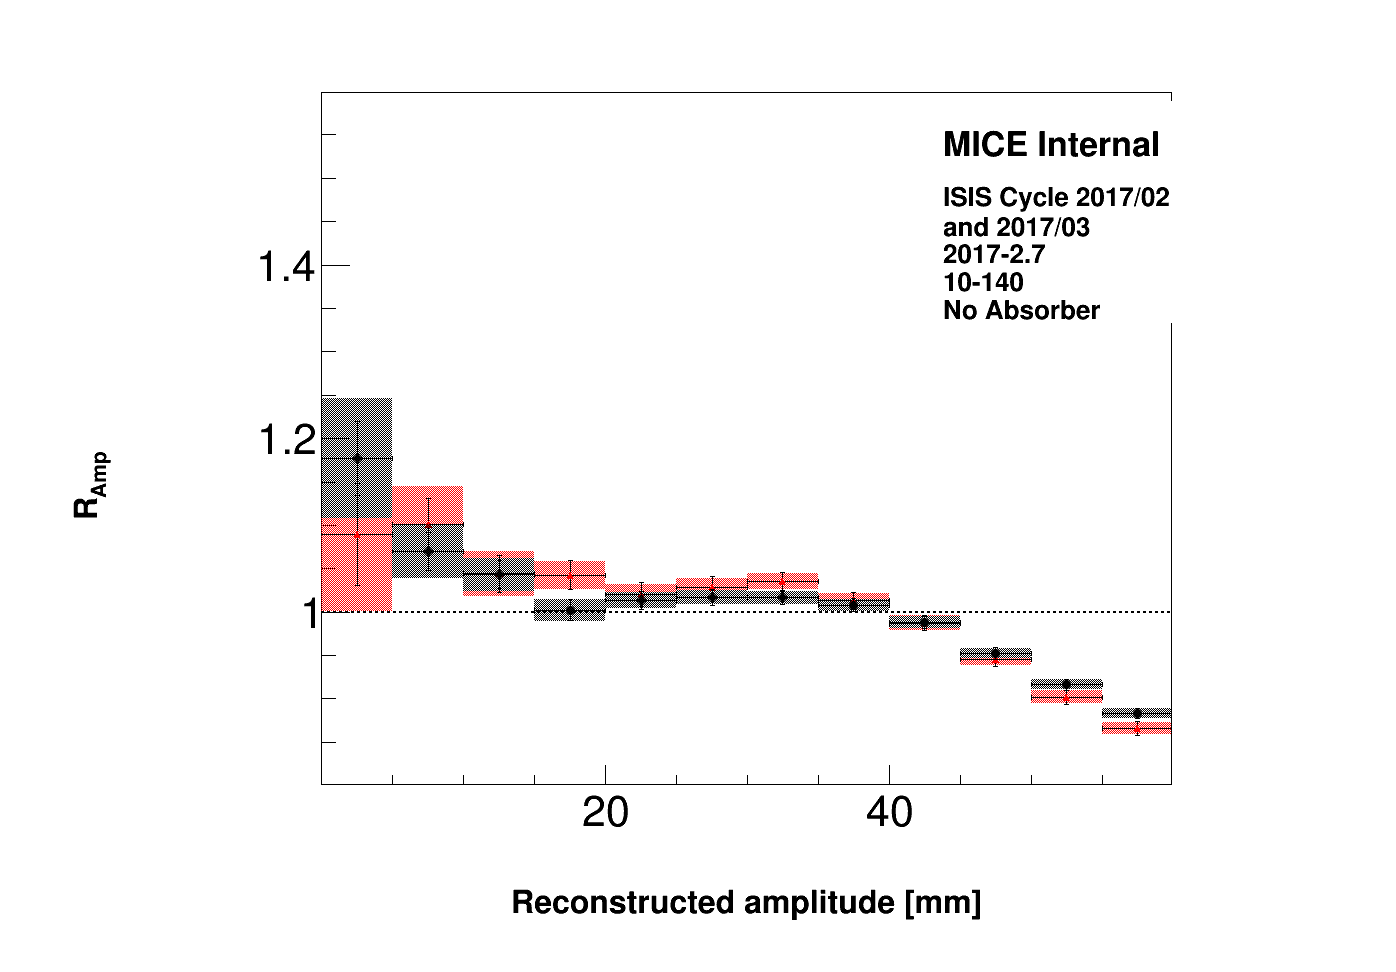 MICE Internal
ISIS Cycle 2017/02
and 2017/03
2017-2.7
10-140
No Absorber
1.4
1.2
1
R_Amp
20 40
Reconstructed amplitude [mm]